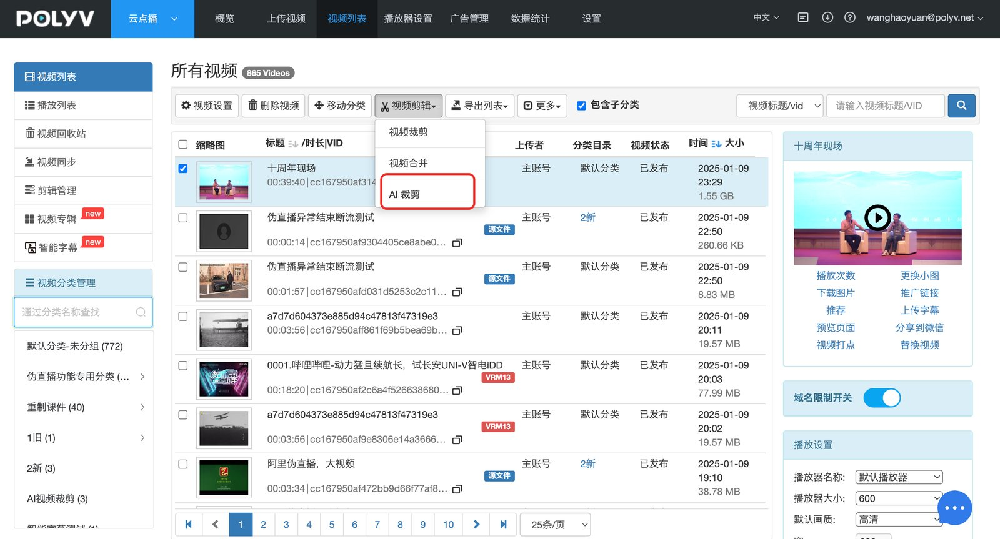 POLYV
云点播
概览
上传视频
视频列表
播放器设置
广告管理
数据统计
设置
中文
wanghaoyuan@polyv.net
视频列表
播放列表
视频回收站
视频同步
剪辑管理
视频专辑 new
智能字幕 new
视频分类管理
通过分类名称查找
默认分类-未分组 (772)
伪直播功能专用分类 (...
重制课件 (40)
1旧 (1)
2新 (3)
AI视频裁剪 (3)
智能字幕测试 (1)
所有视频 865 Videos
视频设置
删除视频
移动分类
视频剪辑
导出列表
更多
包含子分类
视频标题/vid
请输入视频标题/VID
视频裁剪
视频合并
AI 裁剪
缩略图
标题 /时长|VID
上传者
分类目录
视频状态
时间 大小
十周年现场
00:39:40|cc167950af314
主账号
默认分类
已发布
2025-01-09
23:29
1.55 GB
伪直播异常结束断流测试
源文件
00:00:14|cc167950af9304405ce8abe0...
主账号
2新
已发布
2025-01-09
22:50
260.66 KB
伪直播异常结束断流测试
源文件
00:01:57|cc167950afd031d5253c2c11...
主账号
默认分类
已发布
2025-01-09
22:50
8.83 MB
a7d7d604373e885d94c47813f47319e3
00:03:56|cc167950aff861f69b5bea69b...
主账号
默认分类
已发布
2025-01-09
20:11
19.57 MB
0001.哔哩哔哩-动力猛且续航长，试长安UNI-V智电iDD
VRM13
00:18:20|cc167950af2c6a4f526638680...
主账号
默认分类
已发布
2025-01-09
20:03
77.99 MB
a7d7d604373e885d94c47813f47319e3
VRM13
00:03:56|cc167950af9e8306e14a3666...
主账号
默认分类
已发布
2025-01-09
20:02
19.57 MB
阿里伪直播，大视频
源文件
00:03:34|cc167950af472bb9d66f77af8...
主账号
2新
已发布
2025-01-09
19:10
38.78 MB
1 2 3 4 5 6 7 8 9 10
25条/页
十周年现场
播放次数 更换小图
下载图片 推广链接
推荐 上传字幕
预览页面 分享到微信
视频打点 替换视频
域名限制开关
播放设置
播放器名称: 默认播放器
播放器大小: 600
默认画质: 高清